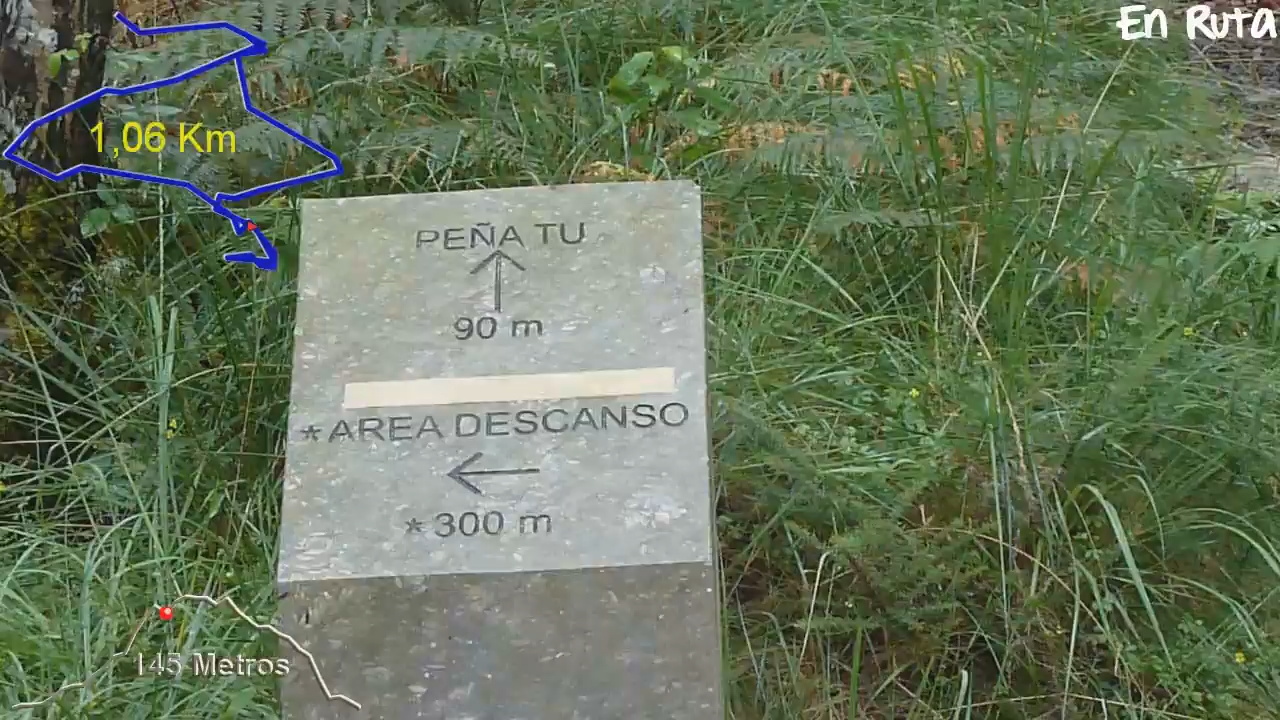 En Ruta
1,06 Km
PEÑA TU
90 m
*AREA DESCANSO
*300 m
145 Metros